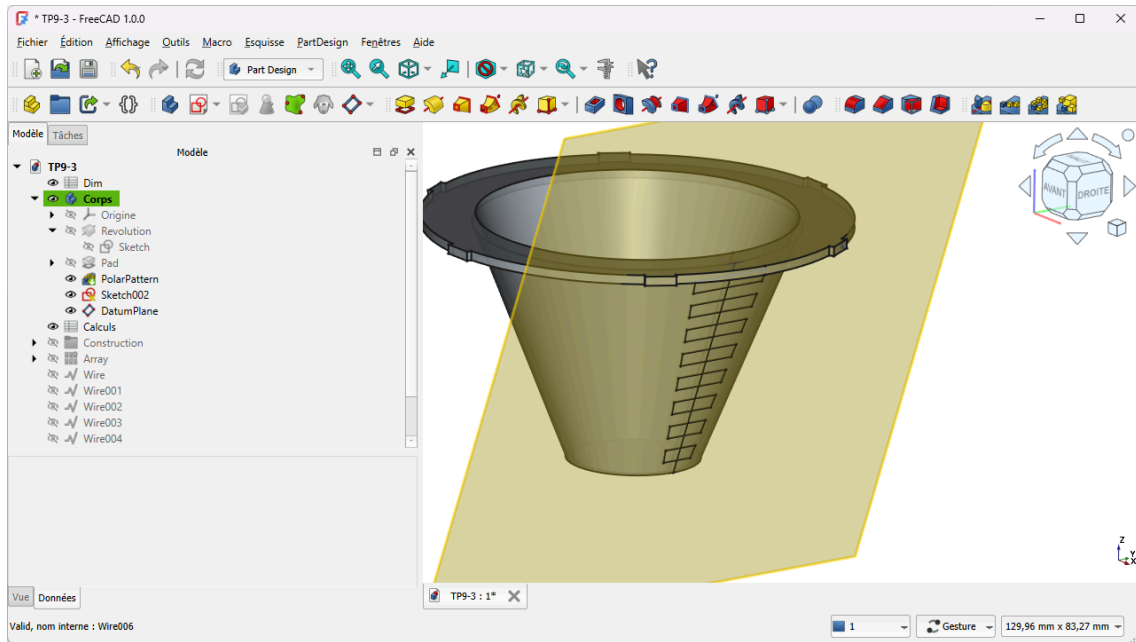 * TP9-3 - FreeCAD 1.0.0
Fichier Édition Affichage Outils Macro Esquisse PartDesign Fenêtres Aide
Part Design
Modèle Tâches
Modèle
TP9-3
Dim
Corps
Origine
Revolution
Sketch
Pad
PolarPattern
Sketch002
DatumPlane
Calculs
Construction
Array
Wire
Wire001
Wire002
Wire003
Wire004
AVANT DROITE
Z
Y
X
Vue Données
TP9-3 : 1*
Valid, nom interne : Wire006
1
Gesture
129,96 mm x 83,27 mm